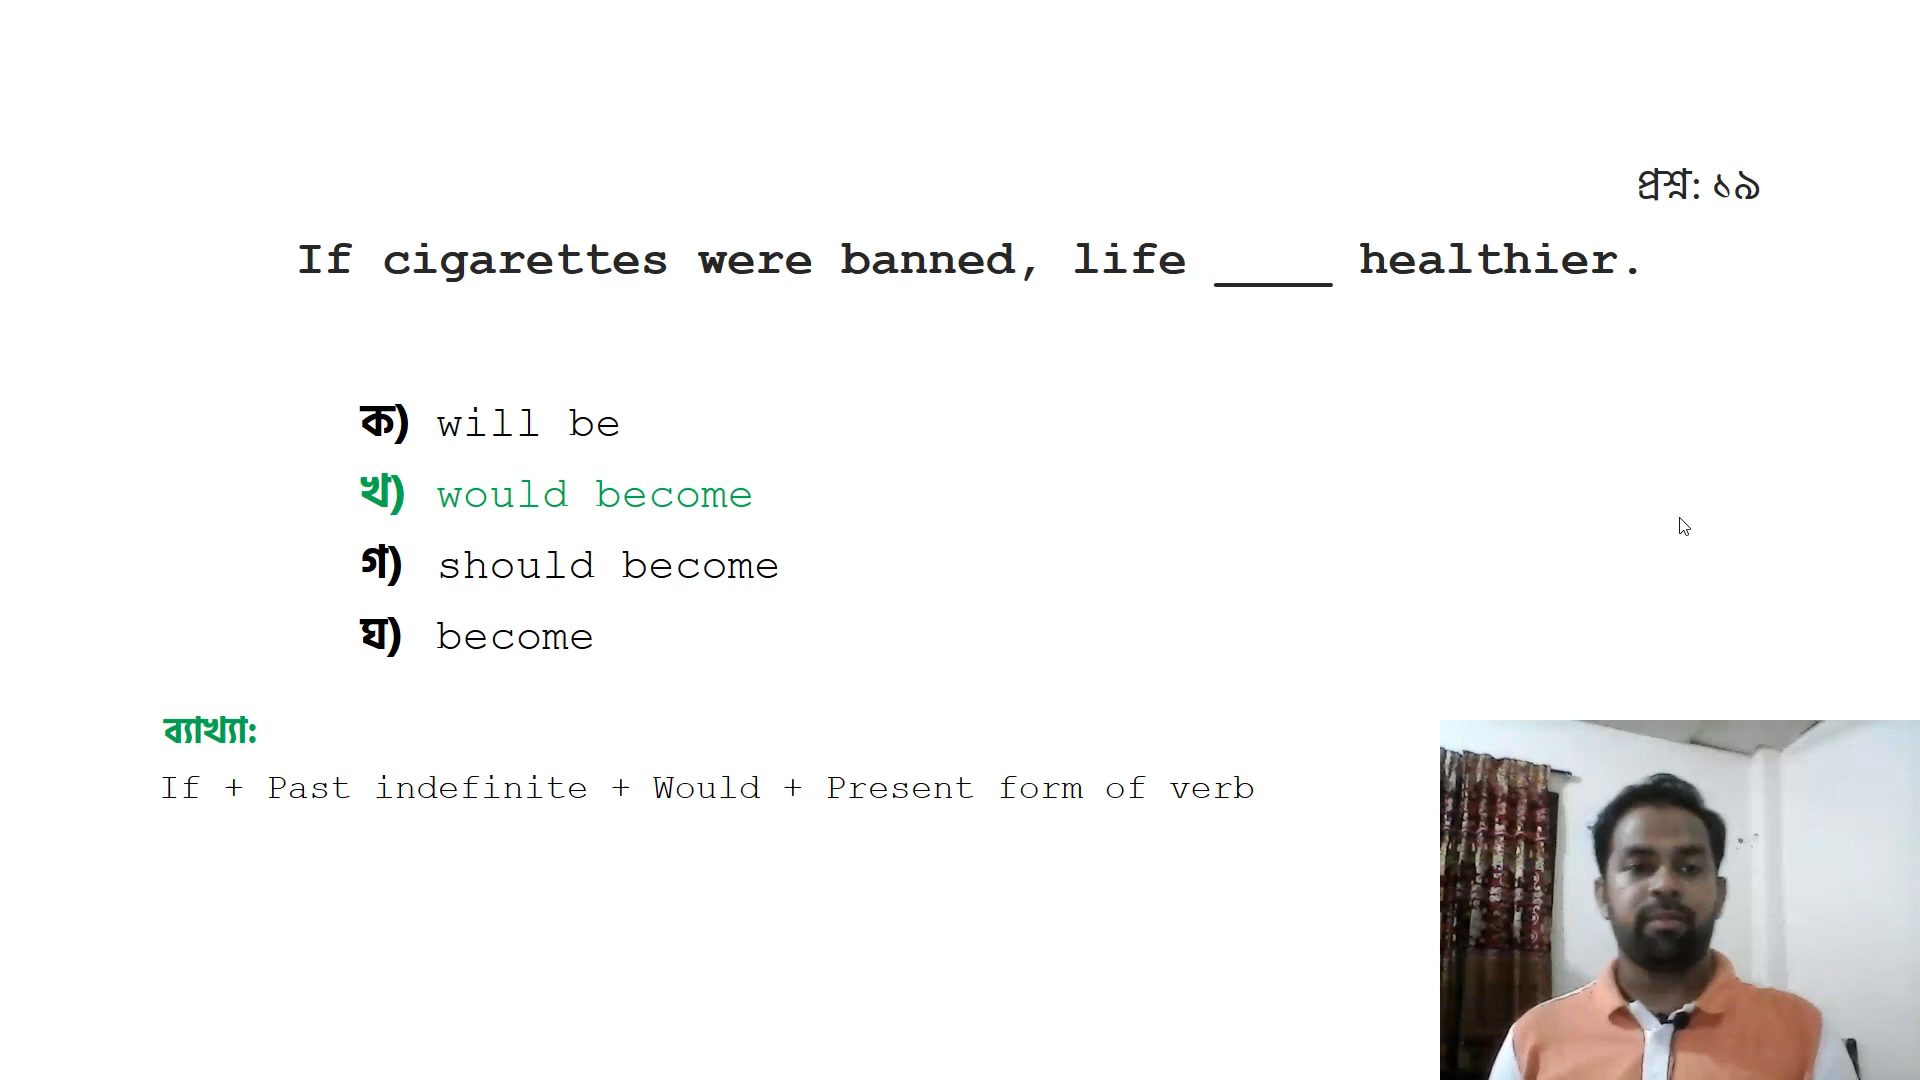 প্রশ্ন: ১৯
If cigarettes were banned, life ____ healthier.
ক) will be
খ) would become
গ) should become
ঘ) become
ব্যাখ্যা:
If + Past indefinite + Would + Present form of verb